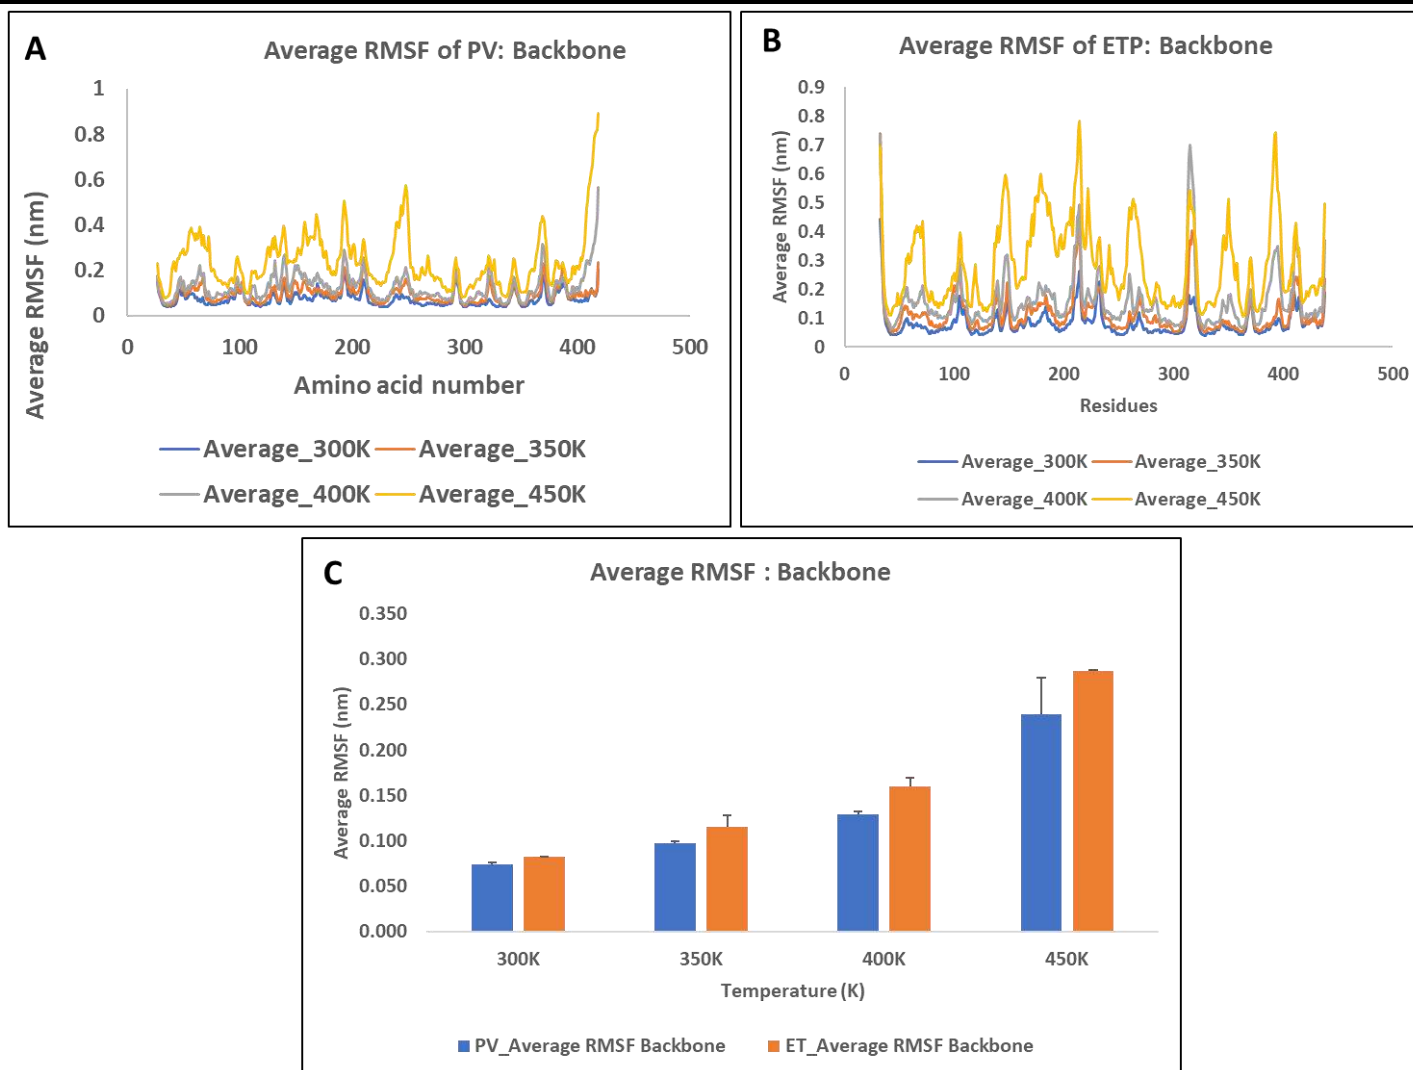 A
Average RMSF of PV: Backbone
1
0.8
0.6
0.4
0.2
0
Average RMSF (nm)
0 100 200 300 400 500
Amino acid number
Average_300K Average_350K
Average_400K Average_450K
B
Average RMSF of ETP: Backbone
0.9
0.8
0.7
0.6
0.5
0.4
0.3
0.2
0.1
0
Average RMSF (nm)
0 100 200 300 400 500
Residues
Average_300K Average_350K
Average_400K Average_450K
C
Average RMSF : Backbone
0.350
0.300
0.250
0.200
0.150
0.100
0.050
0.000
Average RMSF (nm)
300K 350K 400K 450K
Temperature (K)
PV_Average RMSF Backbone ET_Average RMSF Backbone